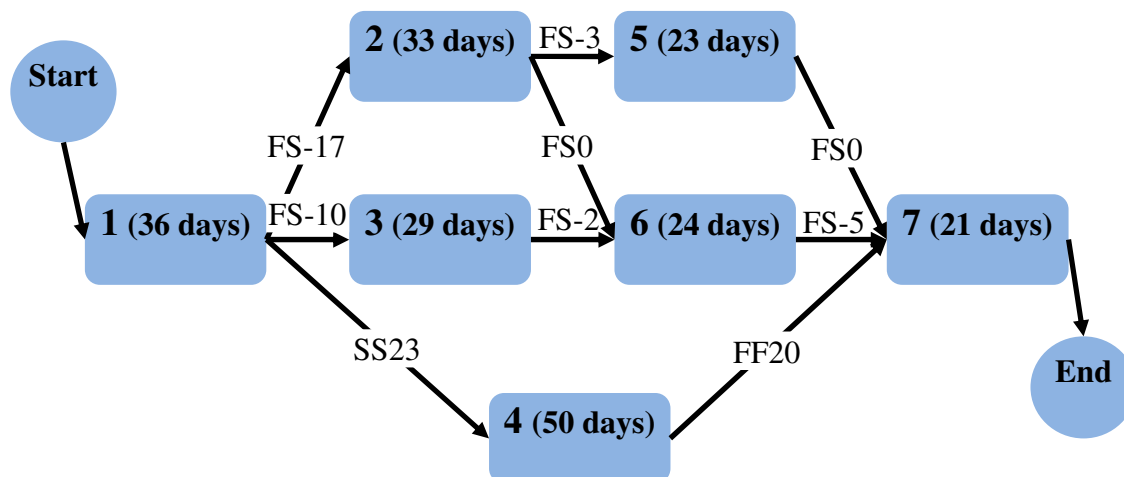 Start
2 (33 days)
FS-3
5 (23 days)
FS-17
FS0
FS0
1 (36 days)
FS-10
3 (29 days)
FS-2
6 (24 days)
FS-5
7 (21 days)
SS23
FF20
End
4 (50 days)